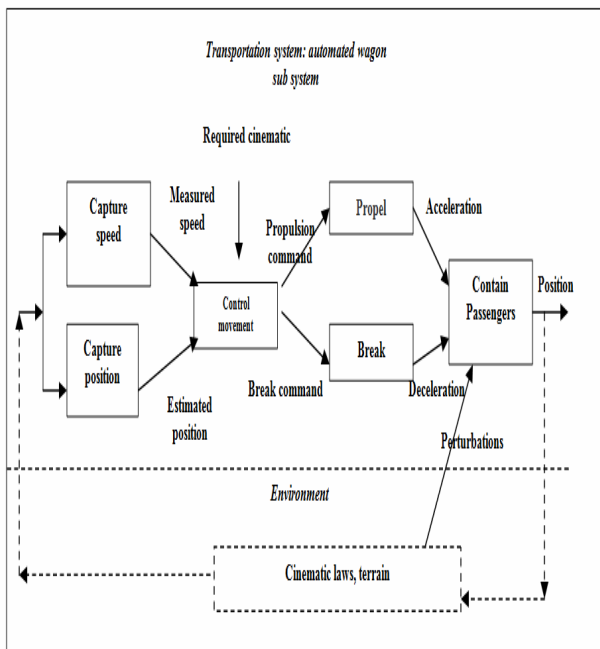 Transportation system: automated wagon
sub system
Required cinematic
Capture
speed
Measured
speed
Propel
Acceleration
Propulsion
command
Contain
Passengers
Position
Control
movement
Capture
position
Break
Break command
Deceleration
Estimated
position
Perturbations
Environment
Cinematic laws, terrain